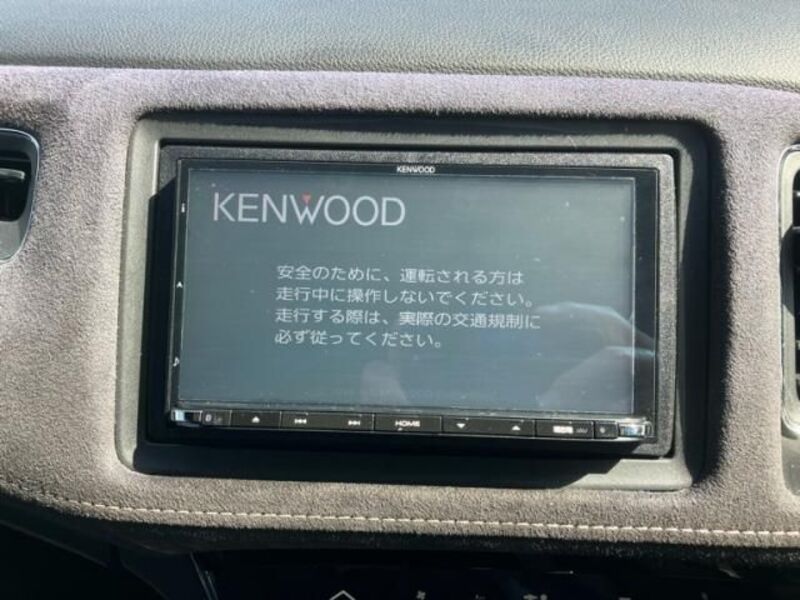 KENWOOD
KENWOOD
安全のために、運転される方は
走行中に操作しないでください。
走行する際は、実際の交通規制に
必ず従ってください。
HOME